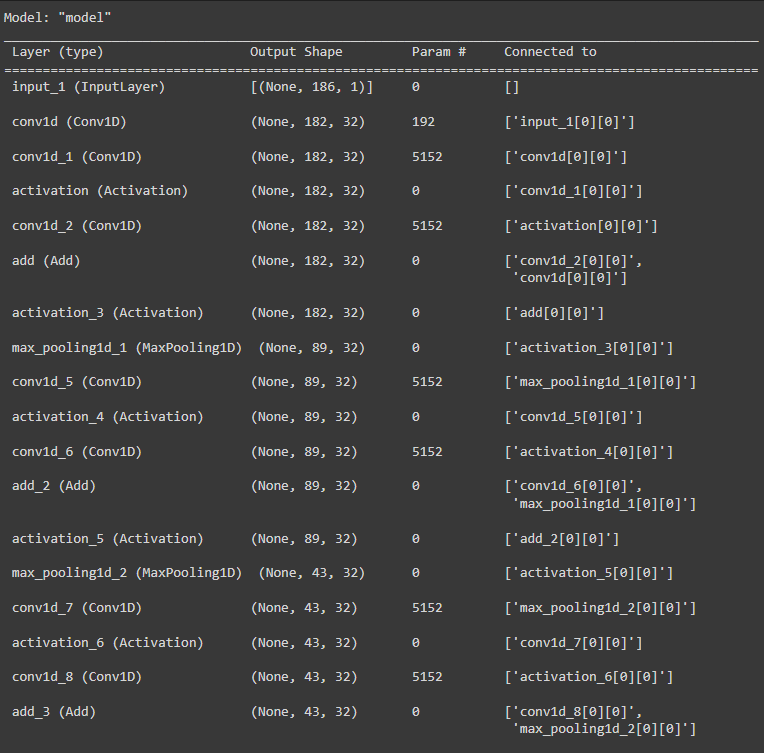 Model: "model"
Layer (type) Output Shape Param # Connected to
input_1 (InputLayer) [(None, 186, 1)] 0 []
conv1d (Conv1D) (None, 182, 32) 192 ['input_1[0][0]']
conv1d_1 (Conv1D) (None, 182, 32) 5152 ['conv1d[0][0]']
activation (Activation) (None, 182, 32) 0 ['conv1d_1[0][0]']
conv1d_2 (Conv1D) (None, 182, 32) 5152 ['activation[0][0]']
add (Add) (None, 182, 32) 0 ['conv1d_2[0][0]',
'conv1d[0][0]']
activation_3 (Activation) (None, 182, 32) 0 ['add[0][0]']
max_pooling1d_1 (MaxPooling1D) (None, 89, 32) 0 ['activation_3[0][0]']
conv1d_5 (Conv1D) (None, 89, 32) 5152 ['max_pooling1d_1[0][0]']
activation_4 (Activation) (None, 89, 32) 0 ['conv1d_5[0][0]']
conv1d_6 (Conv1D) (None, 89, 32) 5152 ['activation_4[0][0]']
add_2 (Add) (None, 89, 32) 0 ['conv1d_6[0][0]',
'max_pooling1d_1[0][0]']
activation_5 (Activation) (None, 89, 32) 0 ['add_2[0][0]']
max_pooling1d_2 (MaxPooling1D) (None, 43, 32) 0 ['activation_5[0][0]']
conv1d_7 (Conv1D) (None, 43, 32) 5152 ['max_pooling1d_2[0][0]']
activation_6 (Activation) (None, 43, 32) 0 ['conv1d_7[0][0]']
conv1d_8 (Conv1D) (None, 43, 32) 5152 ['activation_6[0][0]']
add_3 (Add) (None, 43, 32) 0 ['conv1d_8[0][0]',
'max_pooling1d_2[0][0]']